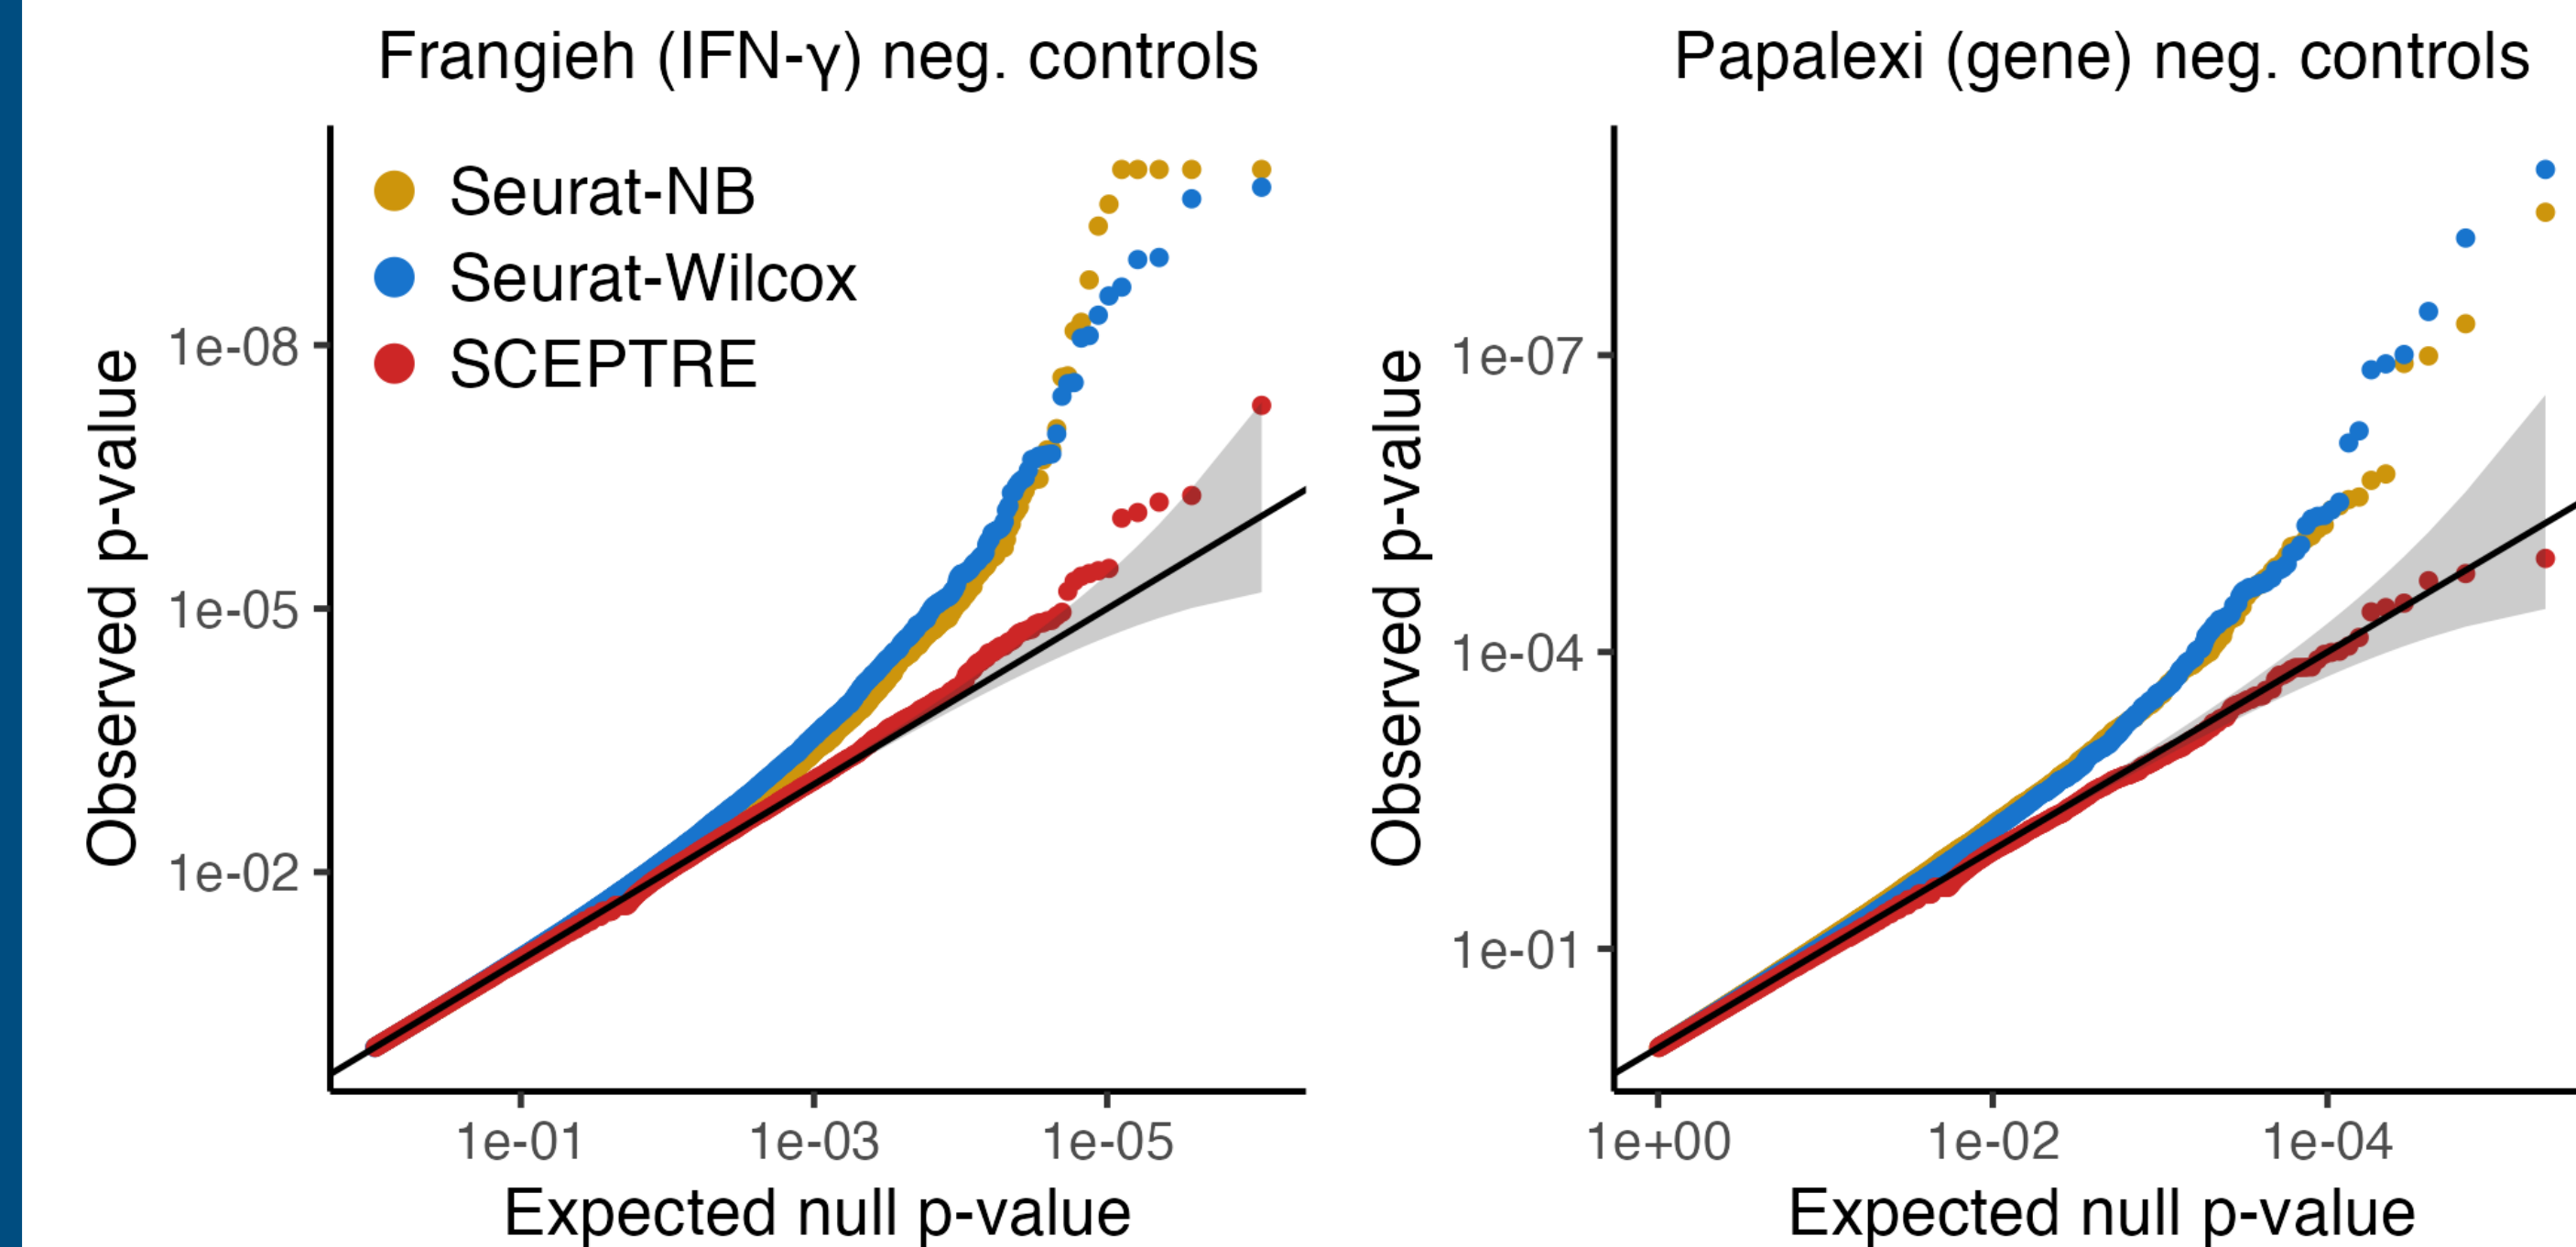 Frangieh (IFN-γ) neg. controls
Seurat-NB
Seurat-Wilcox
SCEPTRE
Observed p-value
1e-08
1e-05
1e-02
1e-01
1e-03
1e-05
Expected null p-value
Papalexi (gene) neg. controls
Observed p-value
1e-07
1e-04
1e-01
1e+00
1e-02
1e-04
Expected null p-value